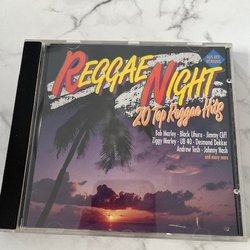 REGGAE NIGHT
20 Top Reggae Hits
Bob Marley - Black Uhuru - Jimmy Cliff
Ziggy Marley - UB 40 - Desmond Dekker
Andrew Tosh - Johnny Nash
and many more